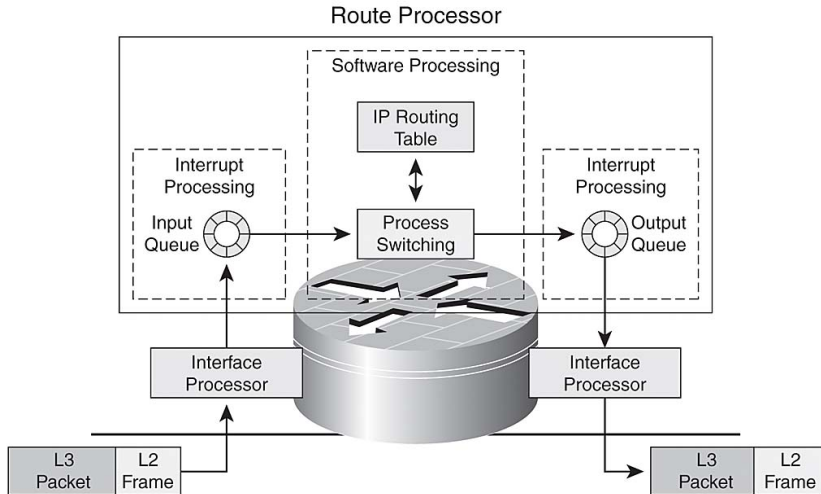 Route Processor
Software Processing
IP Routing
Table
Interrupt
Processing
Input
Queue
Process
Switching
Interrupt
Processing
Output
Queue
Interface
Processor
Interface
Processor
L3
Packet
L2
Frame
L3
Packet
L2
Frame